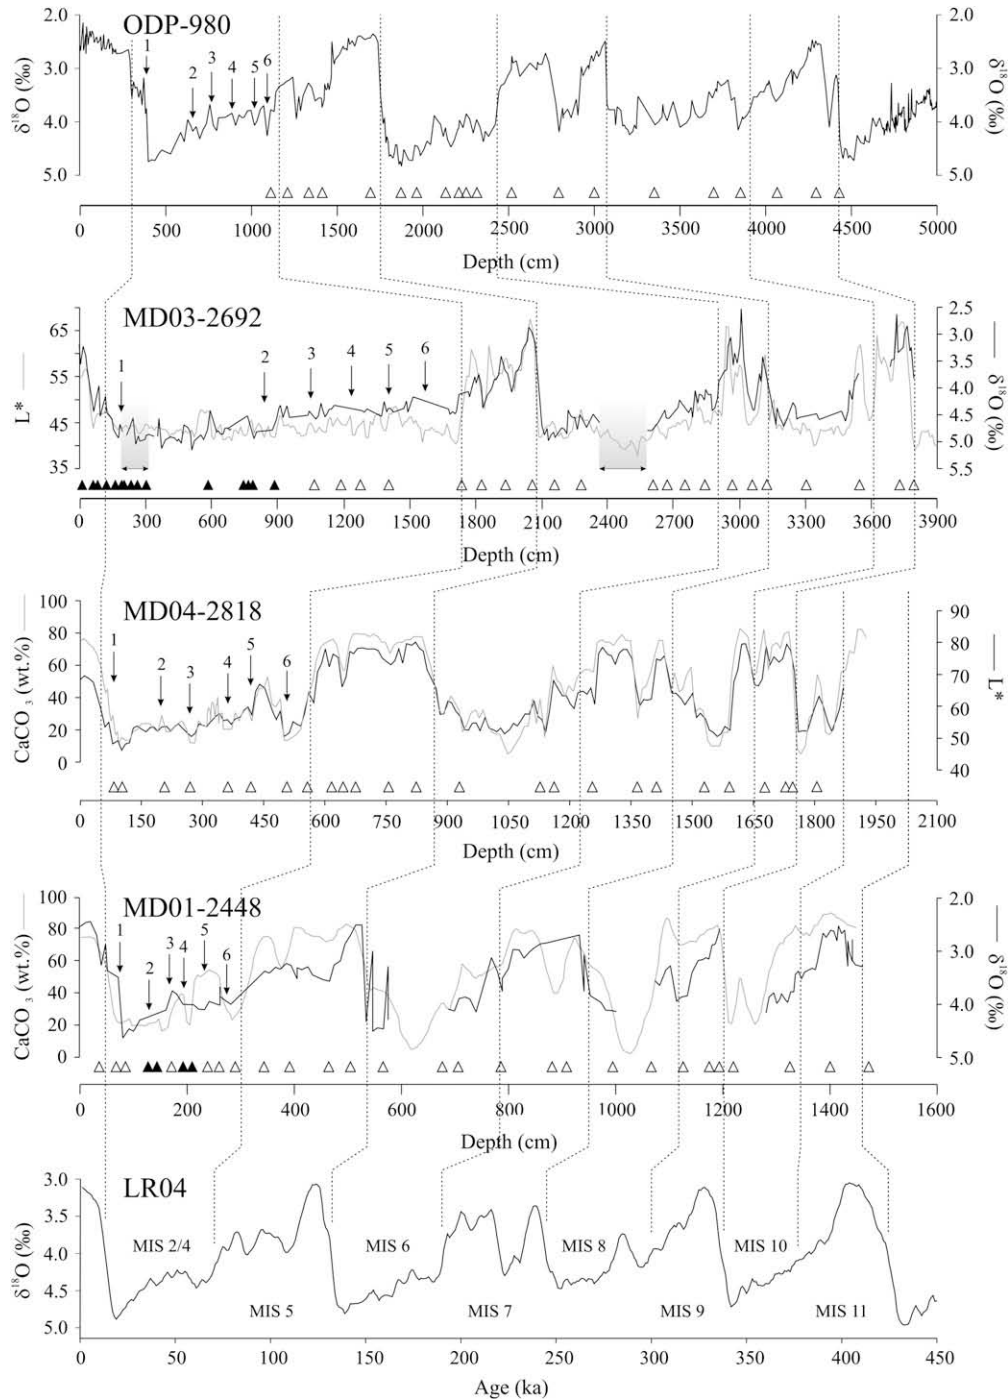 ODP-980
2.0
3.0
4.0
5.0
δ¹⁸O (‰)
1
2
3
4
5
6
2.0
3.0
4.0
5.0
δ¹⁸O (‰)
0 500 1000 1500 2000 2500 3000 3500 4000 4500 5000
Depth (cm)
MD03-2692
65
55
45
35
L*
1
2
3
4
5
6
2.5
3.0
3.5
4.0
4.5
5.0
5.5
δ¹⁸O (‰)
0 300 600 900 1200 1500 1800 2100 2400 2700 3000 3300 3600 3900
Depth (cm)
MD04-2818
100
80
60
40
20
0
CaCO₃ (wt.%)
1
2
3
4
5
6
90
80
70
60
50
40
L*
0 150 300 450 600 750 900 1050 1200 1350 1500 1650 1800 1950 2100
Depth (cm)
MD01-2448
100
80
60
40
20
0
CaCO₃ (wt.%)
1
2
3
4
5
6
2.0
3.0
4.0
5.0
δ¹⁸O (‰)
0 200 400 600 800 1000 1200 1400 1600
Depth (cm)
LR04
3.0
3.5
4.0
4.5
5.0
δ¹⁸O (‰)
MIS 2/4
MIS 6
MIS 8
MIS 10
MIS 5
MIS 7
MIS 9
MIS 11
0 50 100 150 200 250 300 350 400 450
Age (ka)